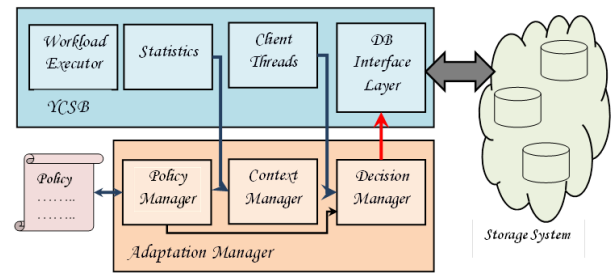 Workload
Executor
Statistics
Client
Threads
DB
Interface
Layer
YCSB
Policy
........
........
Policy
Manager
Context
Manager
Decision
Manager
Adaptation Manager
Storage System